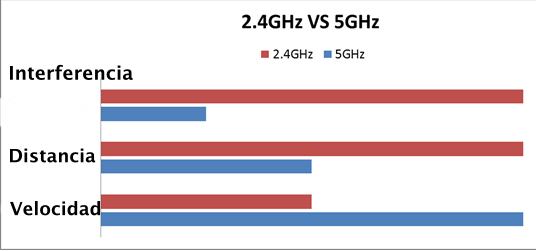 2.4GHz VS 5GHz
2.4GHz 5GHz
Interferencia
Distancia
Velocidad